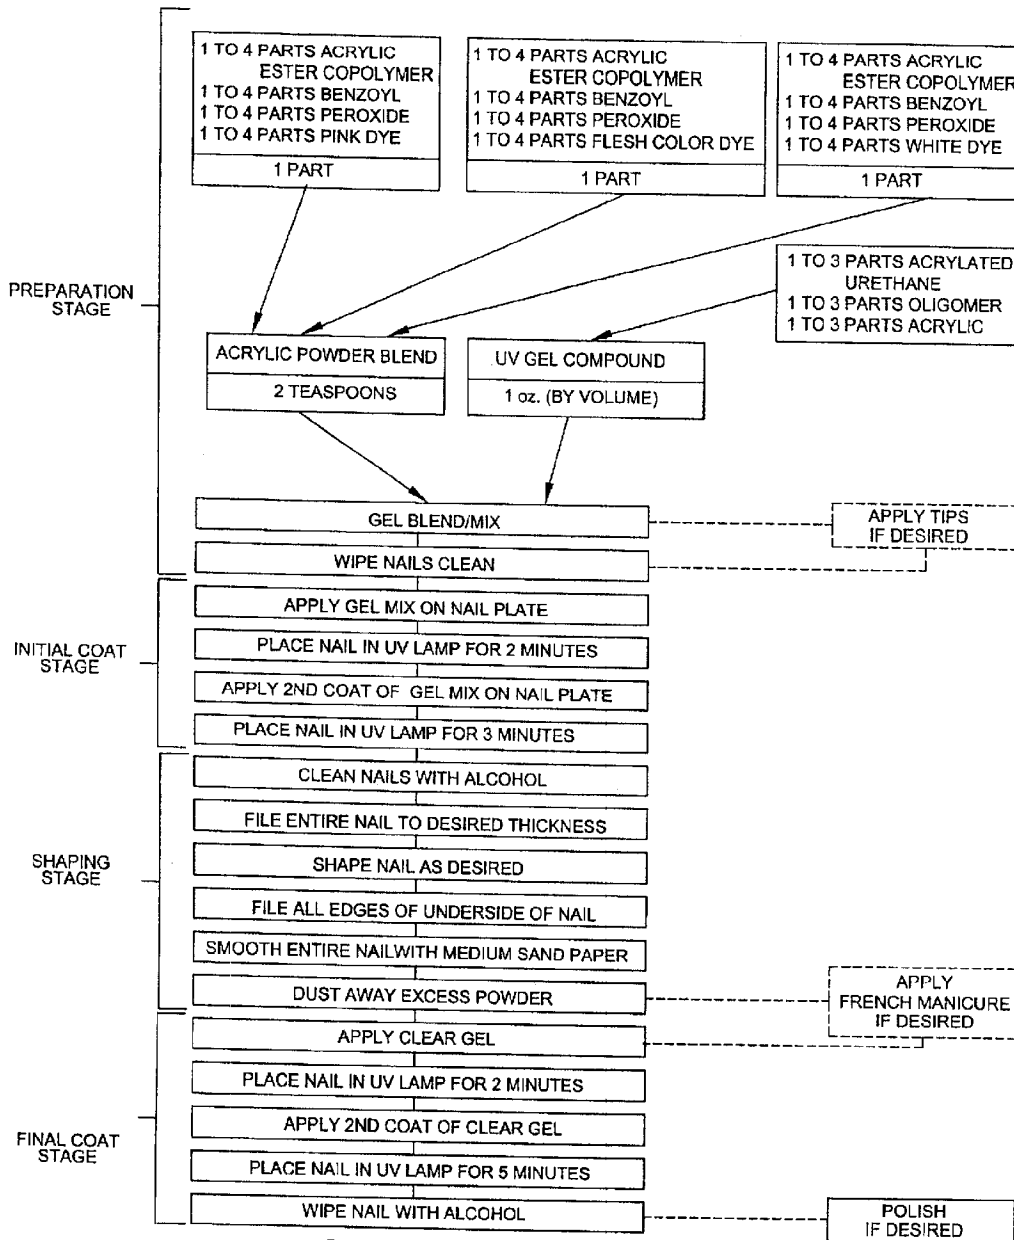 1 TO 4 PARTS ACRYLIC
ESTER COPOLYMER
1 TO 4 PARTS BENZOYL
1 TO 4 PARTS PEROXIDE
1 TO 4 PARTS PINK DYE
1 PART
1 TO 4 PARTS ACRYLIC
ESTER COPOLYMER
1 TO 4 PARTS BENZOYL
1 TO 4 PARTS PEROXIDE
1 TO 4 PARTS FLESH COLOR DYE
1 PART
1 TO 4 PARTS ACRYLIC
ESTER COPOLYMER
1 TO 4 PARTS BENZOYL
1 TO 4 PARTS PEROXIDE
1 TO 4 PARTS WHITE DYE
1 PART
1 TO 3 PARTS ACRYLATED
URETHANE
1 TO 3 PARTS OLIGOMER
1 TO 3 PARTS ACRYLIC
PREPARATION
STAGE
ACRYLIC POWDER BLEND
2 TEASPOONS
UV GEL COMPOUND
1 oz. (BY VOLUME)
GEL BLEND/MIX
APPLY TIPS
IF DESIRED
WIPE NAILS CLEAN
INITIAL COAT
STAGE
APPLY GEL MIX ON NAIL PLATE
PLACE NAIL IN UV LAMP FOR 2 MINUTES
APPLY 2ND COAT OF GEL MIX ON NAIL PLATE
PLACE NAIL IN UV LAMP FOR 3 MINUTES
SHAPING
STAGE
CLEAN NAILS WITH ALCOHOL
FILE ENTIRE NAIL TO DESIRED THICKNESS
SHAPE NAIL AS DESIRED
FILE ALL EDGES OF UNDERSIDE OF NAIL
SMOOTH ENTIRE NAILWITH MEDIUM SAND PAPER
DUST AWAY EXCESS POWDER
APPLY
FRENCH MANICURE
IF DESIRED
FINAL COAT
STAGE
APPLY CLEAR GEL
PLACE NAIL IN UV LAMP FOR 2 MINUTES
APPLY 2ND COAT OF CLEAR GEL
PLACE NAIL IN UV LAMP FOR 5 MINUTES
WIPE NAIL WITH ALCOHOL
POLISH
IF DESIRED